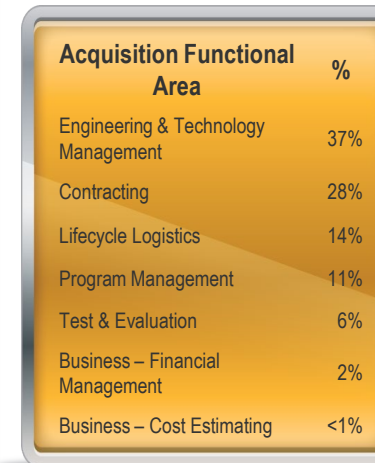 Acquisition Functional %
Area
Engineering & Technology
Management 37%
Contracting 28%
Lifecycle Logistics 14%
Program Management 11%
Test & Evaluation 6%
Business – Financial
Management 2%
Business – Cost Estimating <1%